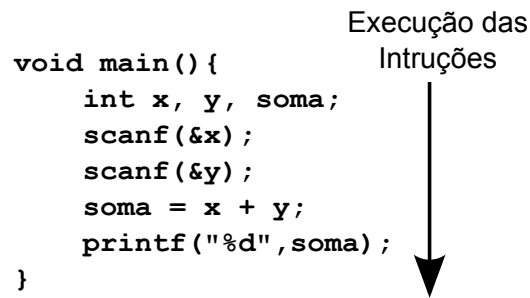 Execução das
Intruções
void main(){
    int x, y, soma;
    scanf(&x);
    scanf(&y);
    soma = x + y;
    printf("%d",soma);
}